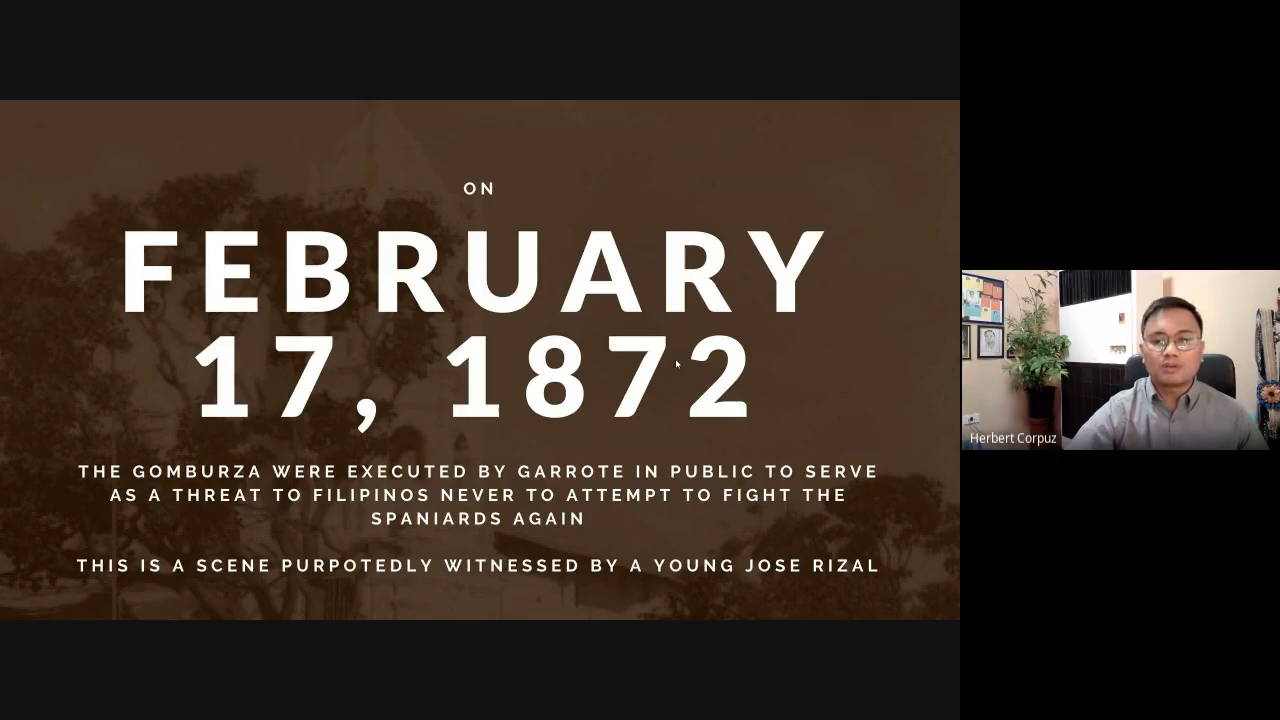 ON
FEBRUARY
17, 1872
THE GOMBURZA WERE EXECUTED BY GARROTE IN PUBLIC TO SERVE
AS A THREAT TO FILIPINOS NEVER TO ATTEMPT TO FIGHT THE
SPANIARDS AGAIN
THIS IS A SCENE PURPOTEDLY WITNESSED BY A YOUNG JOSE RIZAL
Herbert Corpuz